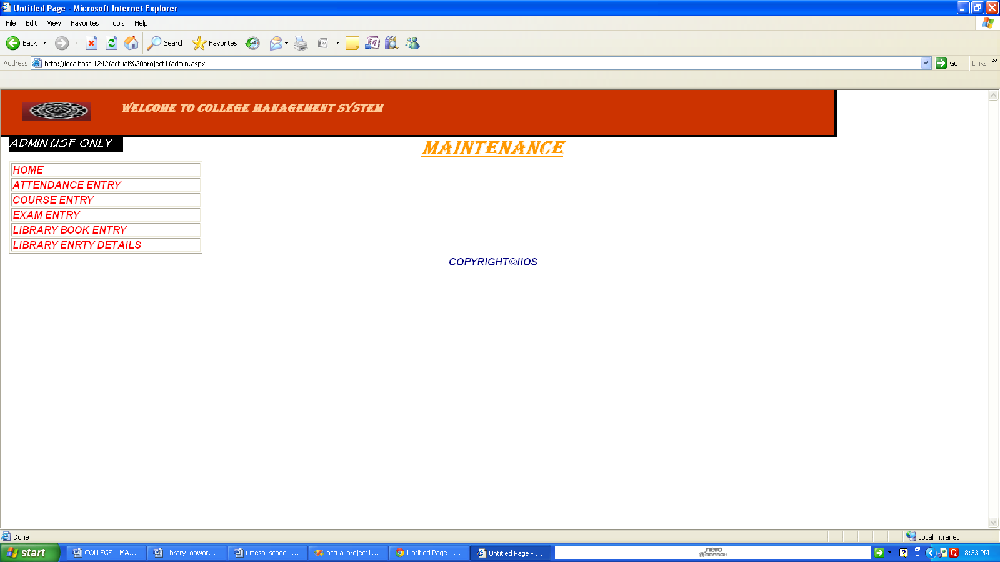 Untitled Page - Microsoft Internet Explorer
File Edit View Favorites Tools Help
Back Search Favorites
Address http://localhost:1242/actual%20project1/admin.aspx Go Links »
WELCOME TO COLLEGE MANAGEMENT SYSTEM
ADMIN USE ONLY...
MAINTENANCE
HOME
ATTENDANCE ENTRY
COURSE ENTRY
EXAM ENTRY
LIBRARY BOOK ENTRY
LIBRARY ENRTY DETAILS
COPYRIGHT©IIOS
Done Local intranet
start COLLEGE MA... Library_onwor... umesh_school_... actual project1... Untitled Page - ... Untitled Page - ... nero SEARCH 8:33 PM